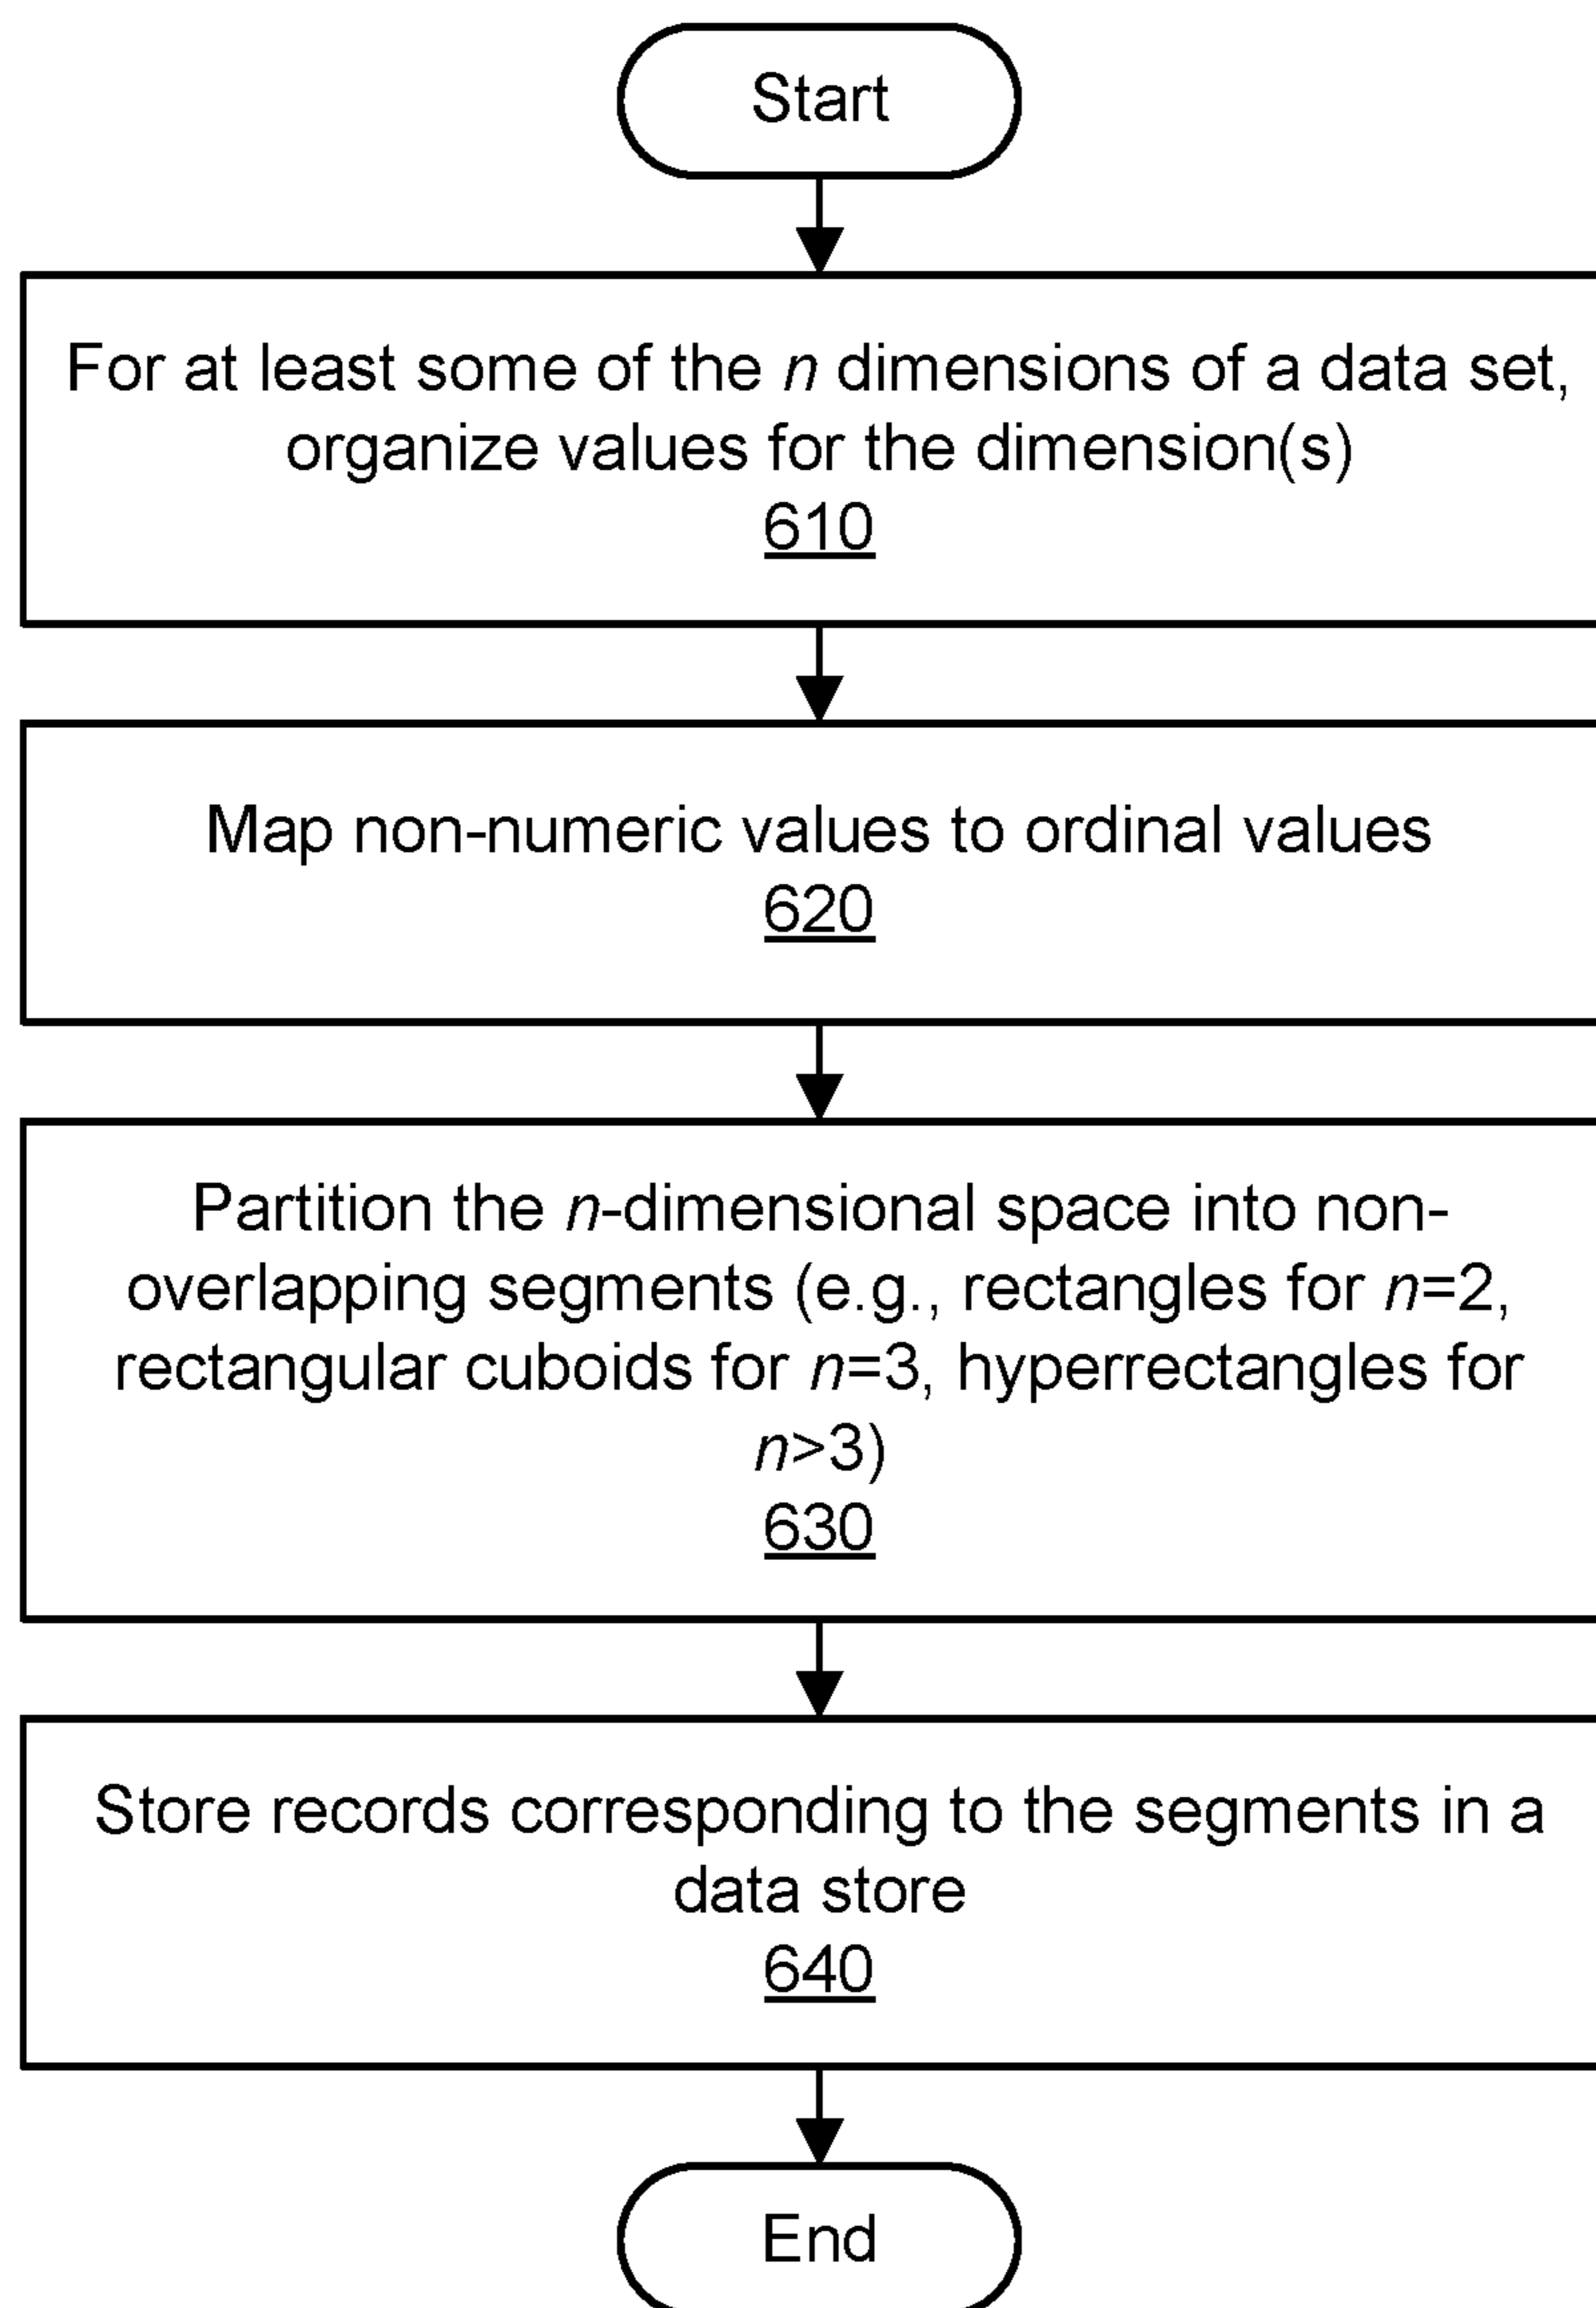 Start
For at least some of the n dimensions of a data set,
organize values for the dimension(s)
610
Map non-numeric values to ordinal values
620
Partition the n-dimensional space into non-
overlapping segments (e.g., rectangles for n=2,
rectangular cuboids for n=3, hyperrectangles for
n>3)
630
Store records corresponding to the segments in a
data store
640
End